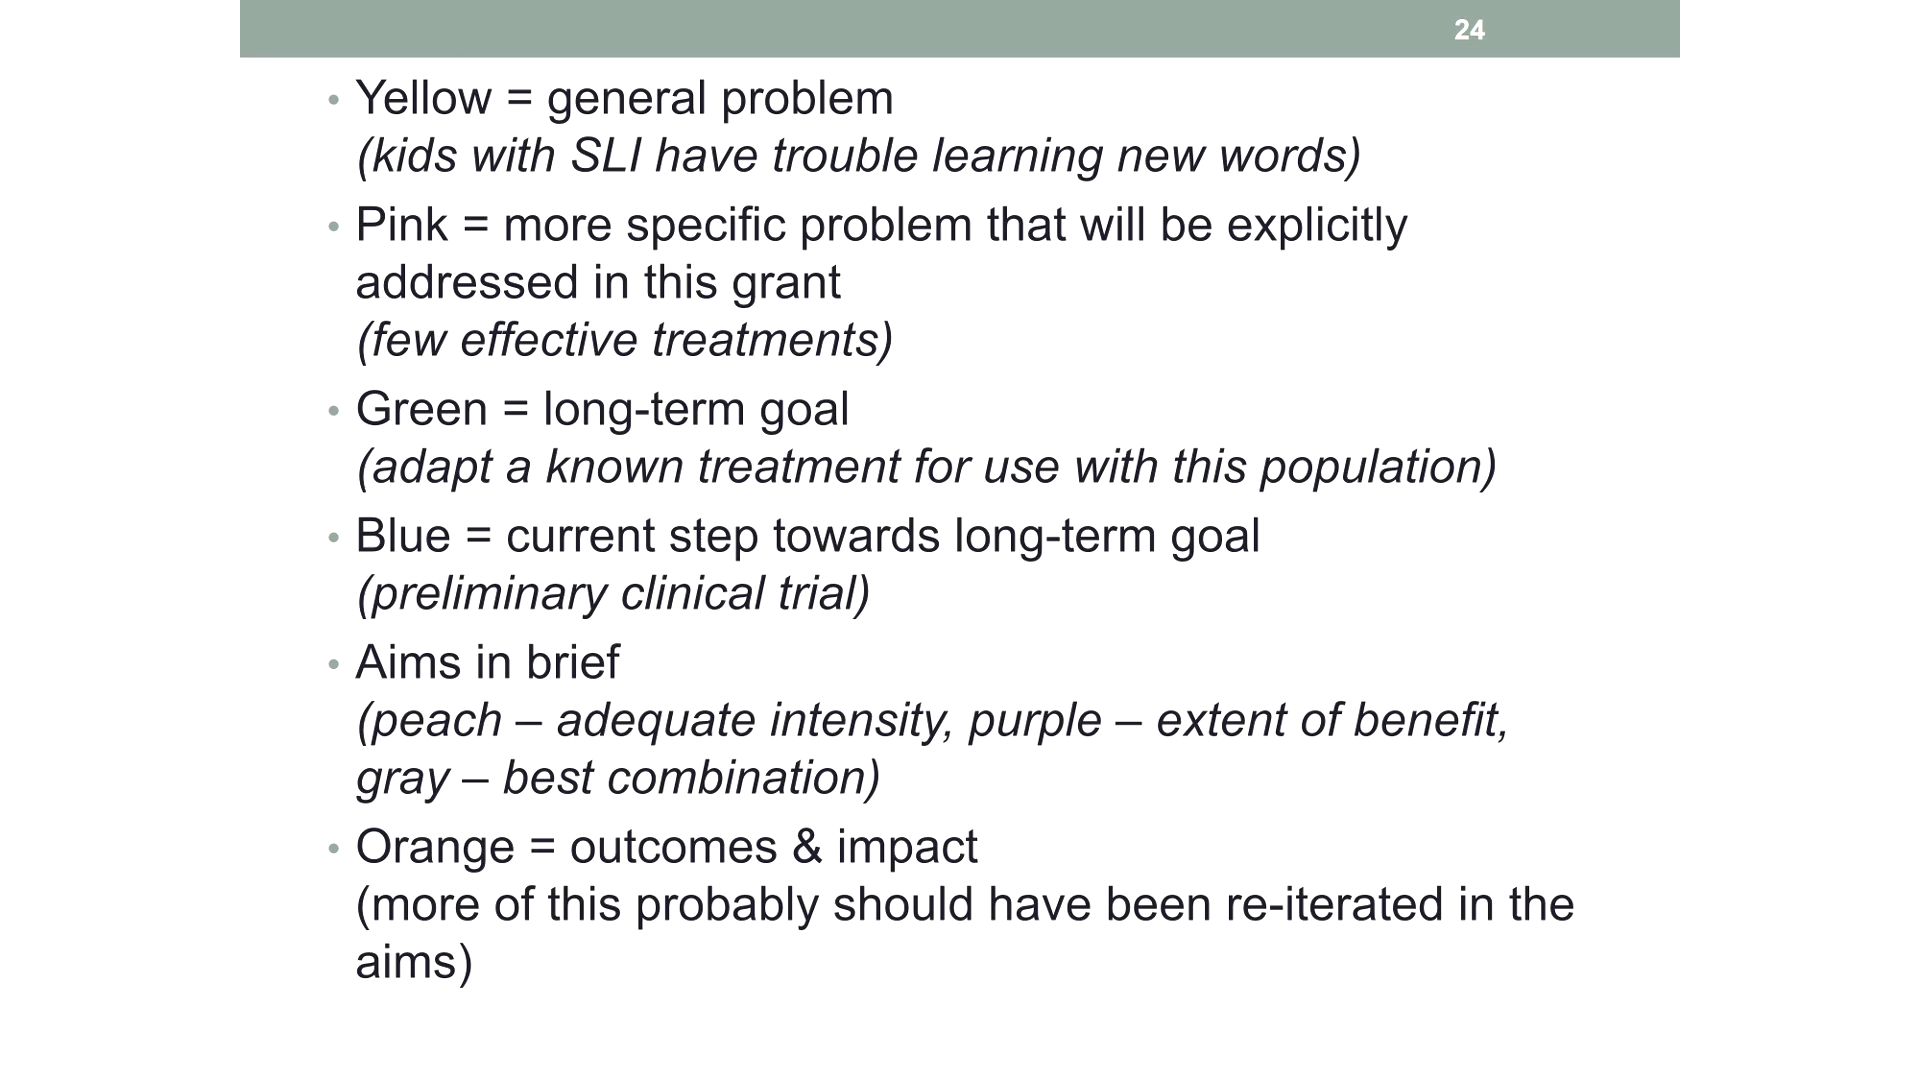 24
• Yellow = general problem
(kids with SLI have trouble learning new words)
• Pink = more specific problem that will be explicitly
addressed in this grant
(few effective treatments)
• Green = long-term goal
(adapt a known treatment for use with this population)
• Blue = current step towards long-term goal
(preliminary clinical trial)
• Aims in brief
(peach – adequate intensity, purple – extent of benefit,
gray – best combination)
• Orange = outcomes & impact
(more of this probably should have been re-iterated in the
aims)